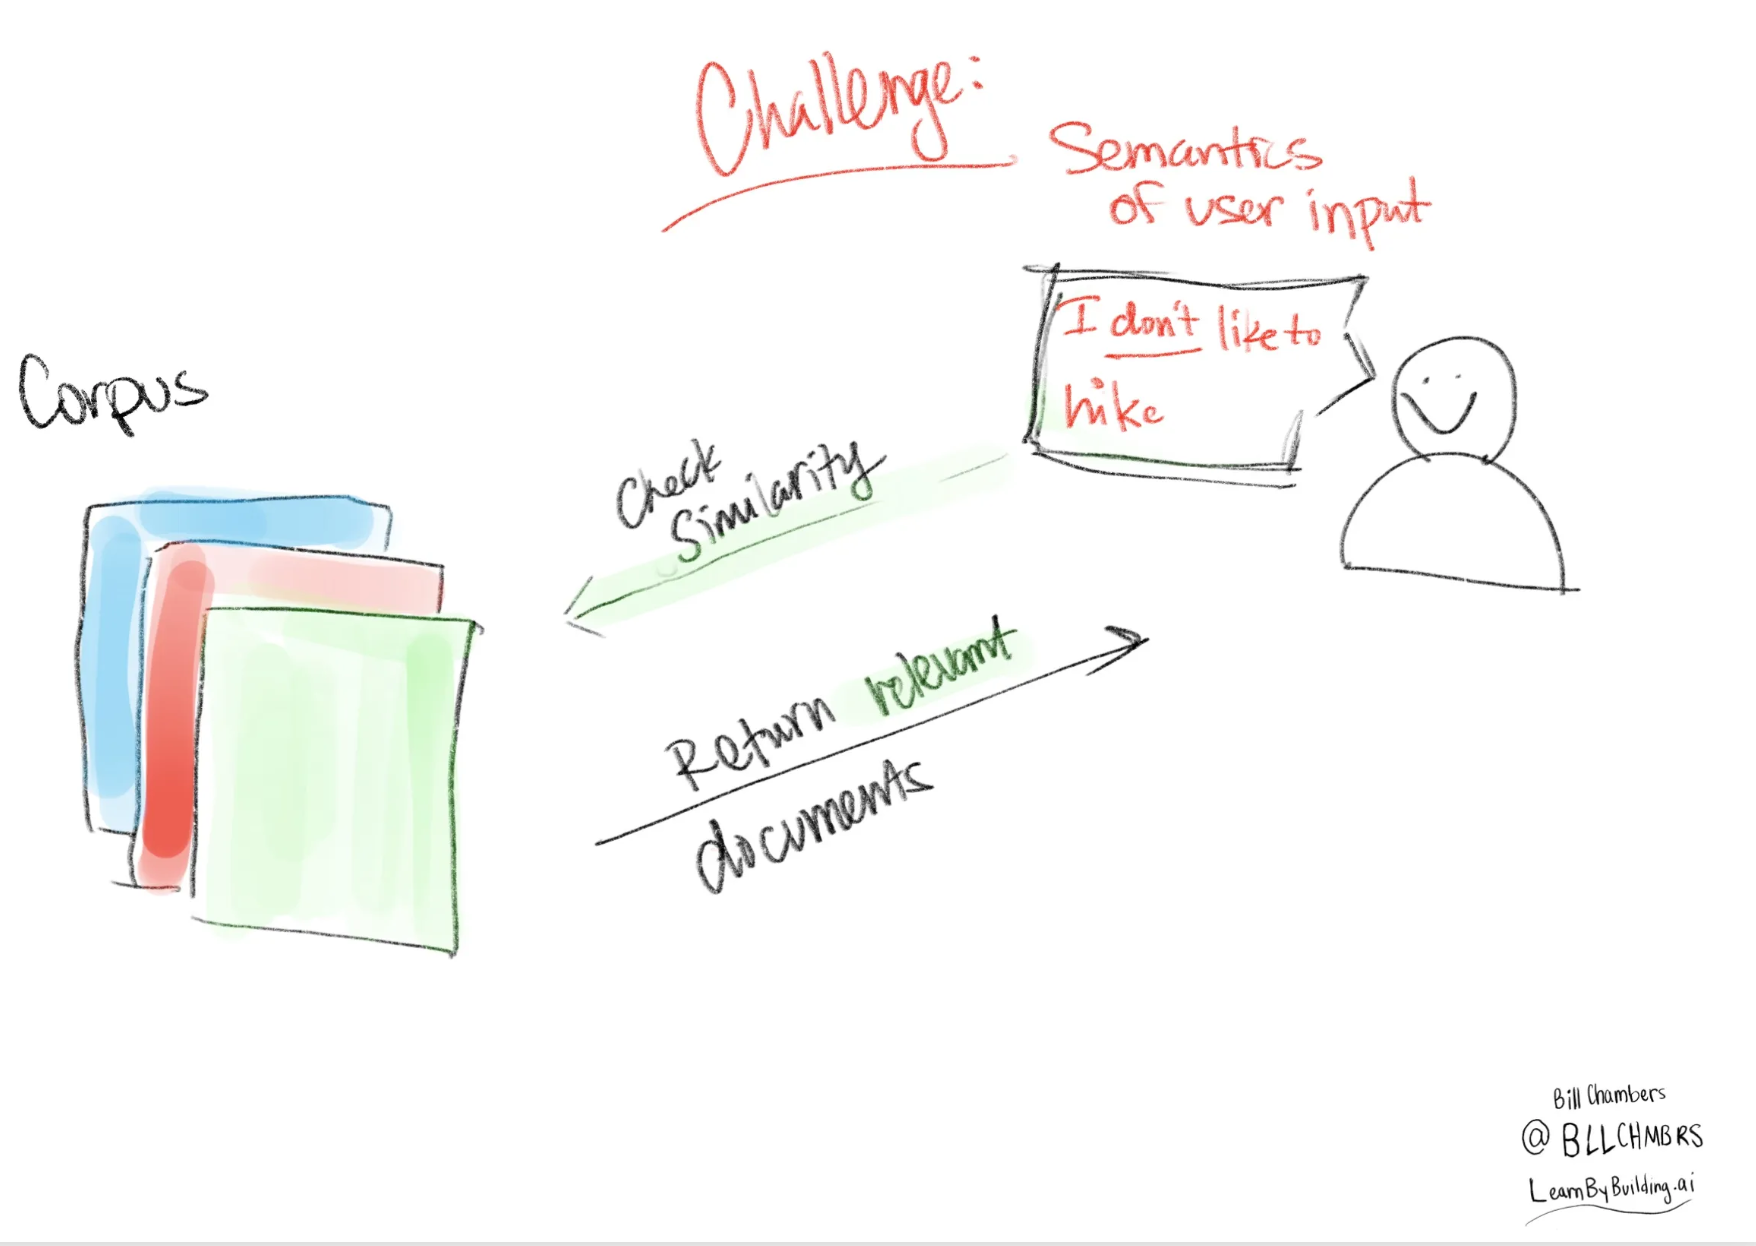 Challenge:
Semantics
of user input
I don't like to
hike
Corpus
Check
Similarity
Return relevant
documents
Bill Chambers
@BLLCHMBRS
LearnByBuilding.ai